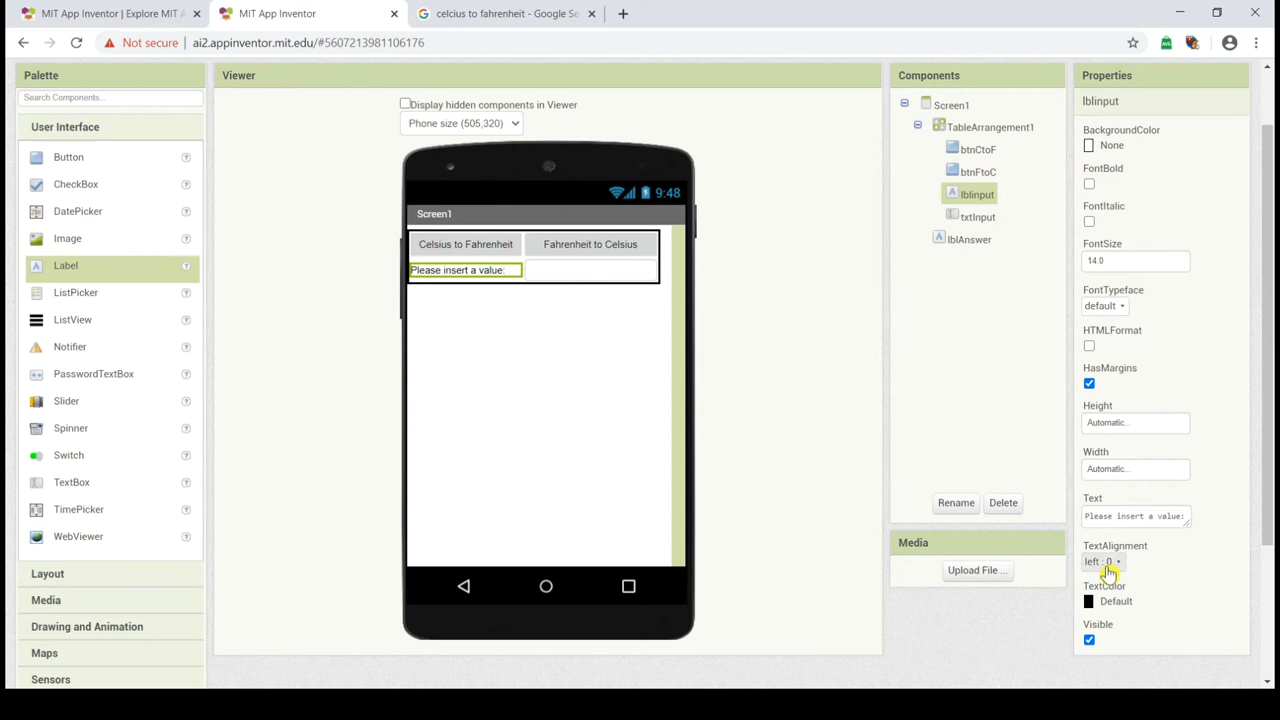 MIT App Inventor | Explore MIT A
MIT App Inventor
celcius to fahrenheit - Google Se
Not secure
ai2.appinventor.mit.edu/#5607213981106176
Palette
Search Components...
User Interface
Button ?
CheckBox ?
DatePicker ?
Image ?
Label ?
ListPicker ?
ListView ?
Notifier ?
PasswordTextBox ?
Slider ?
Spinner ?
Switch ?
TextBox ?
TimePicker ?
WebViewer ?
Layout
Media
Drawing and Animation
Maps
Sensors
Viewer
Display hidden components in Viewer
Phone size (505,320)
9:48
Screen1
Celsius to Fahrenheit
Fahrenheit to Celsius
Please insert a value:
Components
Screen1
TableArrangement1
btnCtoF
btnFtoC
lblinput
txtInput
lblAnswer
Rename
Delete
Media
Upload File ...
Properties
lblinput
BackgroundColor
None
FontBold
FontItalic
FontSize
14.0
FontTypeface
default
HTMLFormat
HasMargins
Height
Automatic...
Width
Automatic...
Text
Please insert a value:
TextAlignment
left : 0
TextColor
Default
Visible